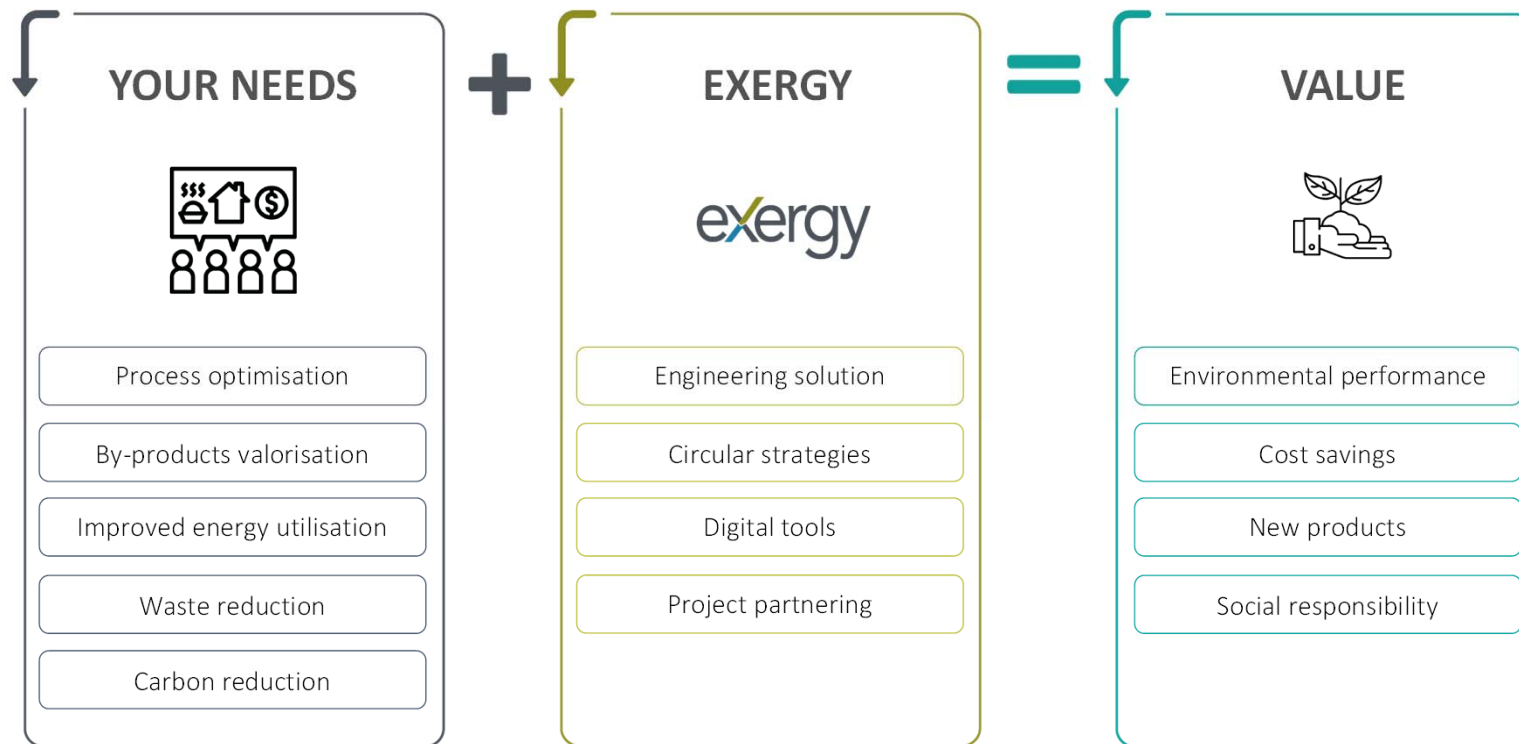 YOUR NEEDS
Process optimisation
By-products valorisation
Improved energy utilisation
Waste reduction
Carbon reduction
+
EXERGY
exergy
Engineering solution
Circular strategies
Digital tools
Project partnering
=
VALUE
Environmental performance
Cost savings
New products
Social responsibility